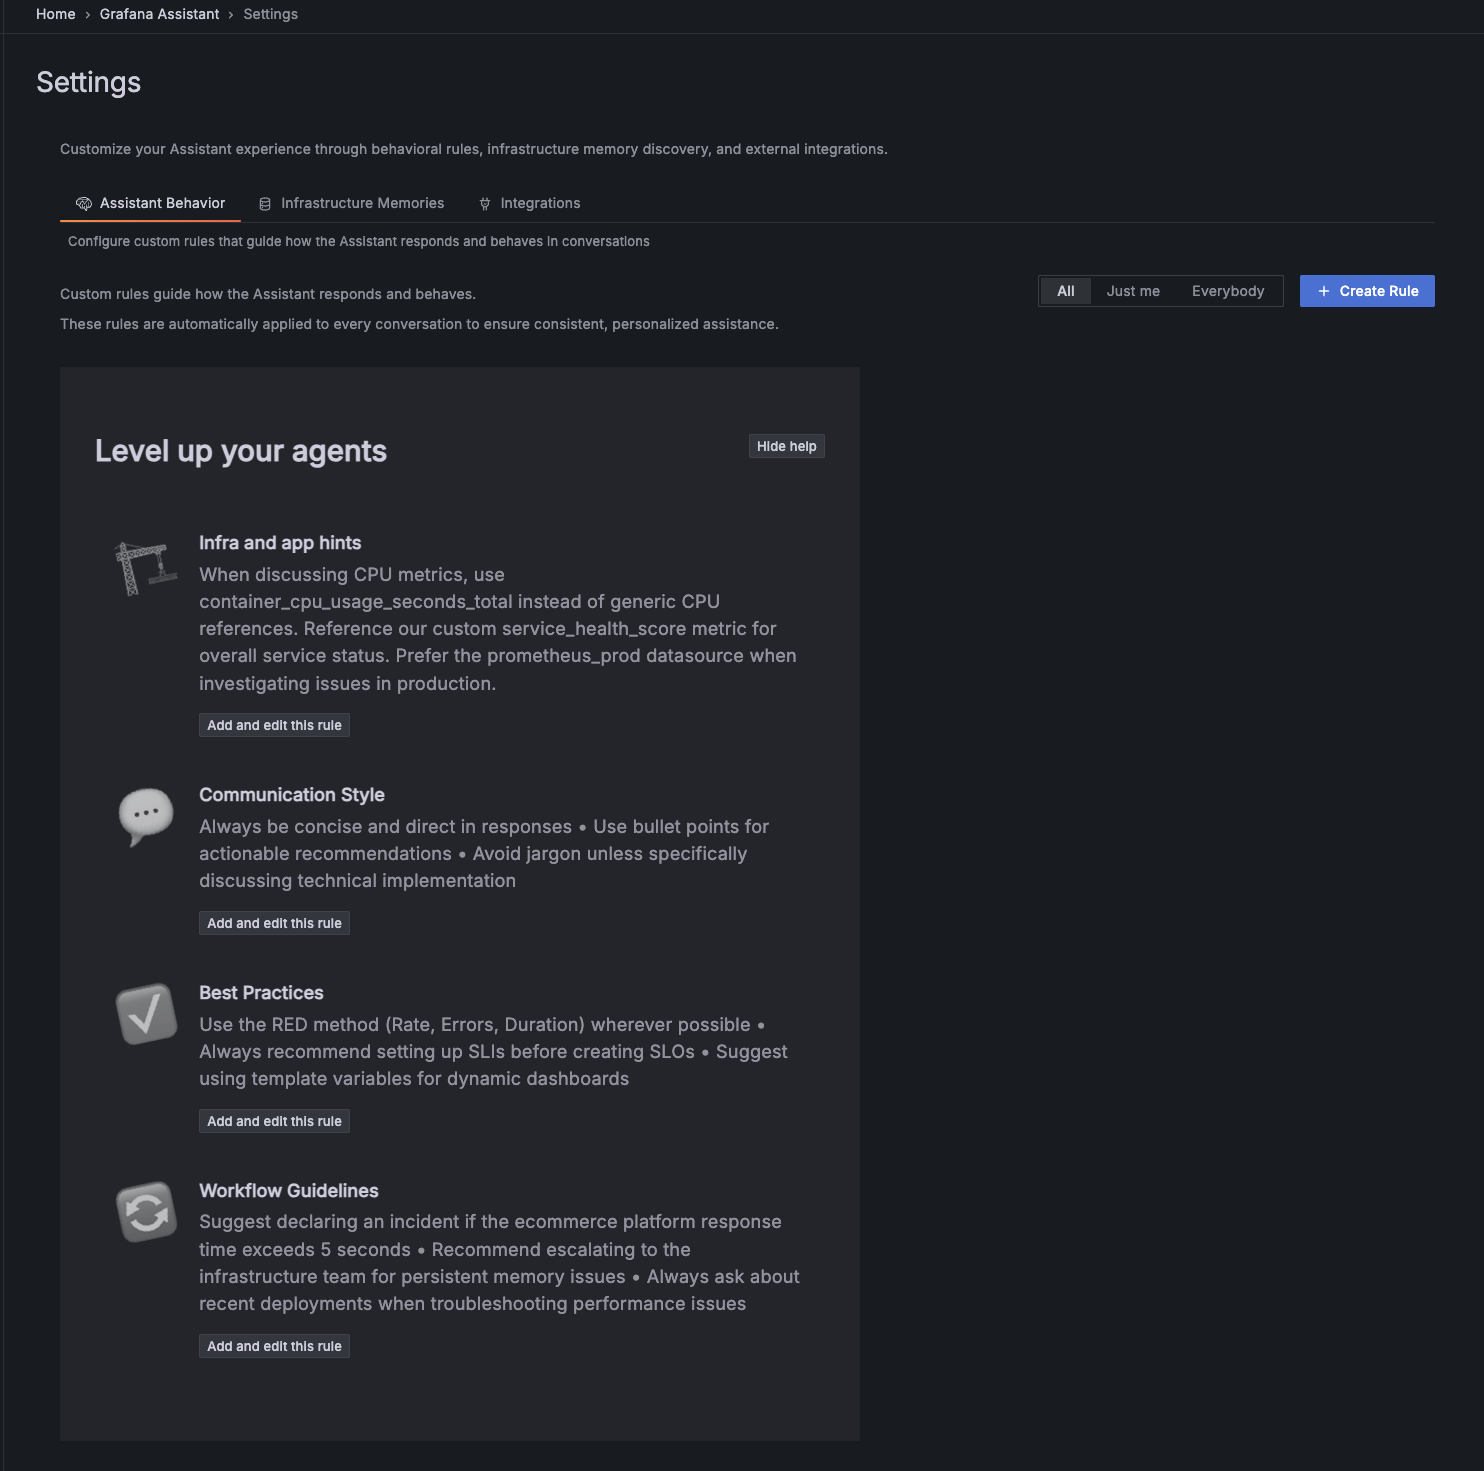 Home › Grafana Assistant › Settings
Settings
Customize your Assistant experience through behavioral rules, infrastructure memory discovery, and external integrations.
Assistant Behavior Infrastructure Memories Integrations
Configure custom rules that guide how the Assistant responds and behaves in conversations
Custom rules guide how the Assistant responds and behaves.
These rules are automatically applied to every conversation to ensure consistent, personalized assistance.
All Just me Everybody + Create Rule
Level up your agents
Hide help
Infra and app hints
When discussing CPU metrics, use
container_cpu_usage_seconds_total instead of generic CPU
references. Reference our custom service_health_score metric for
overall service status. Prefer the prometheus_prod datasource when
investigating issues in production.
Add and edit this rule
Communication Style
Always be concise and direct in responses • Use bullet points for
actionable recommendations • Avoid jargon unless specifically
discussing technical implementation
Add and edit this rule
Best Practices
Use the RED method (Rate, Errors, Duration) wherever possible •
Always recommend setting up SLIs before creating SLOs • Suggest
using template variables for dynamic dashboards
Add and edit this rule
Workflow Guidelines
Suggest declaring an incident if the ecommerce platform response
time exceeds 5 seconds • Recommend escalating to the
infrastructure team for persistent memory issues • Always ask about
recent deployments when troubleshooting performance issues
Add and edit this rule